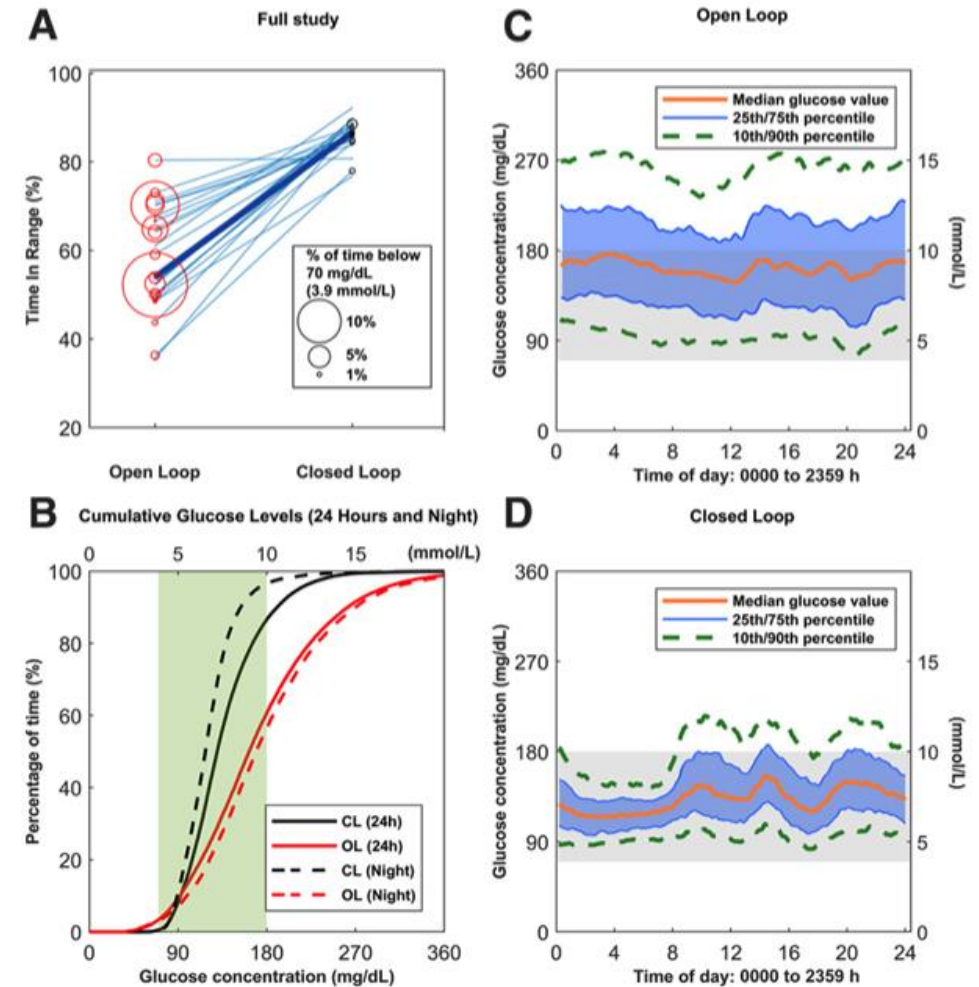 A
Full study
Time In Range (%)
100
80
60
40
20
% of time below
70 mg/dL
(3.9 mmol/L)
10%
5%
1%
Open Loop
Closed Loop
C
Open Loop
Glucose concentration (mg/dL)
360
270
180
90
0
Median glucose value
25th/75th percentile
10th/90th percentile
15
10
5
0
(mmol/L)
0 4 8 12 16 20 24
Time of day: 0000 to 2359 h
B
Cumulative Glucose Levels (24 Hours and Night)
0 5 10 15 (mmol/L)
Percentage of time (%)
100
80
60
40
20
0
CL (24h)
OL (24h)
CL (Night)
OL (Night)
0 90 180 270 360
Glucose concentration (mg/dL)
D
Closed Loop
Glucose concentration (mg/dL)
360
270
180
90
0
Median glucose value
25th/75th percentile
10th/90th percentile
15
10
5
0
(mmol/L)
0 4 8 12 16 20 24
Time of day: 0000 to 2359 h